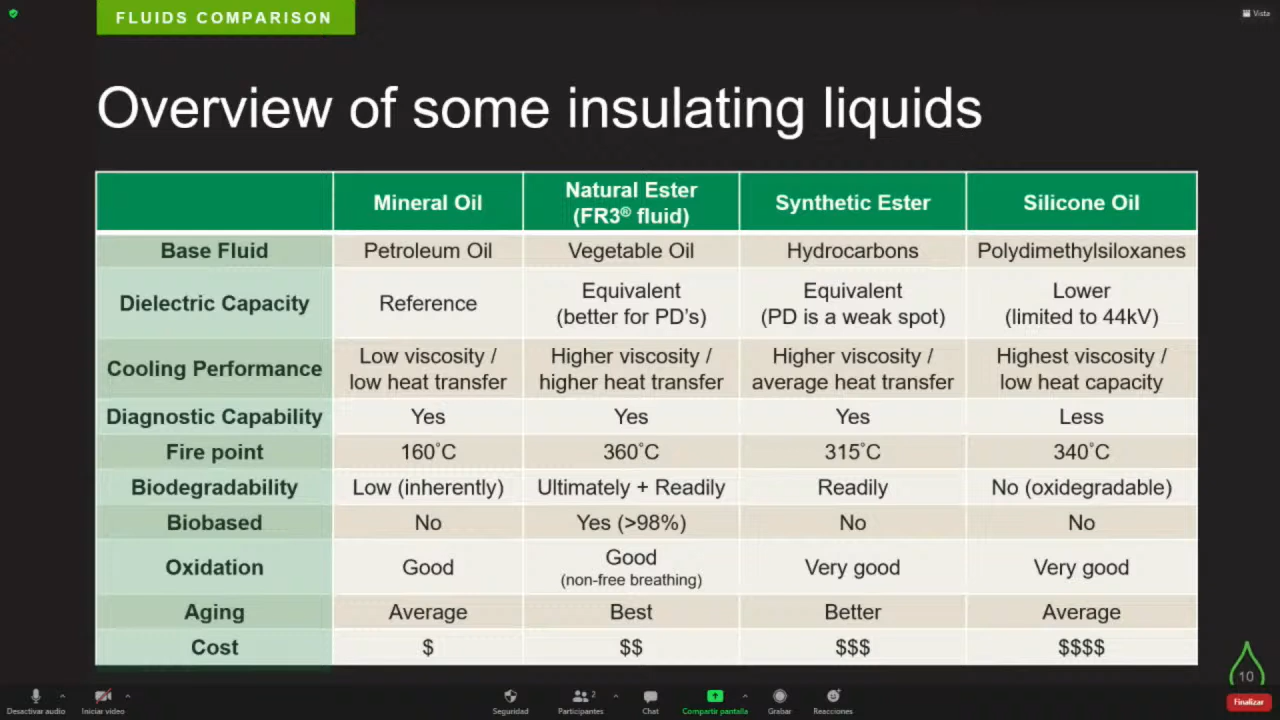 FLUIDS COMPARISON
Vista
Overview of some insulating liquids
Mineral Oil
Natural Ester
(FR3® fluid)
Synthetic Ester
Silicone Oil
Base Fluid
Petroleum Oil
Vegetable Oil
Hydrocarbons
Polydimethylsiloxanes
Dielectric Capacity
Reference
Equivalent
(better for PD's)
Equivalent
(PD is a weak spot)
Lower
(limited to 44kV)
Cooling Performance
Low viscosity /
low heat transfer
Higher viscosity /
higher heat transfer
Higher viscosity /
average heat transfer
Highest viscosity /
low heat capacity
Diagnostic Capability
Yes
Yes
Yes
Less
Fire point
160°C
360°C
315°C
340°C
Biodegradability
Low (inherently)
Ultimately + Readily
Readily
No (oxidegradable)
Biobased
No
Yes (>98%)
No
No
Oxidation
Good
Good
(non-free breathing)
Very good
Very good
Aging
Average
Best
Better
Average
Cost
$
$$
$$$
$$$$
10
2
Desactivar audio
Iniciar video
Seguridad
Participantes
Chat
Compartir pantalla
Grabar
Reacciones
Finalizar